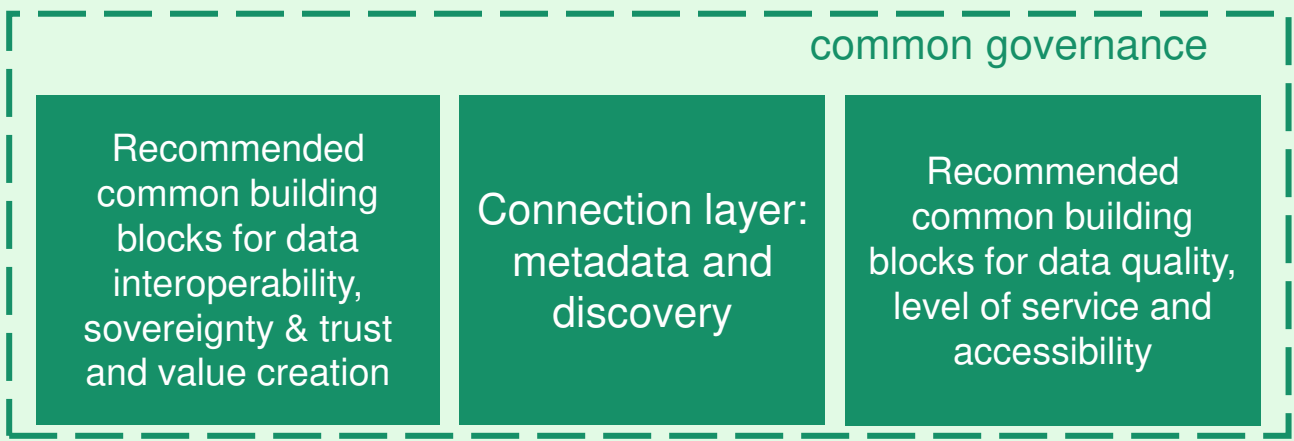 common governance
Recommended
common building
blocks for data
interoperability,
sovereignty & trust
and value creation
Connection layer:
metadata and
discovery
Recommended
common building
blocks for data quality,
level of service and
accessibility